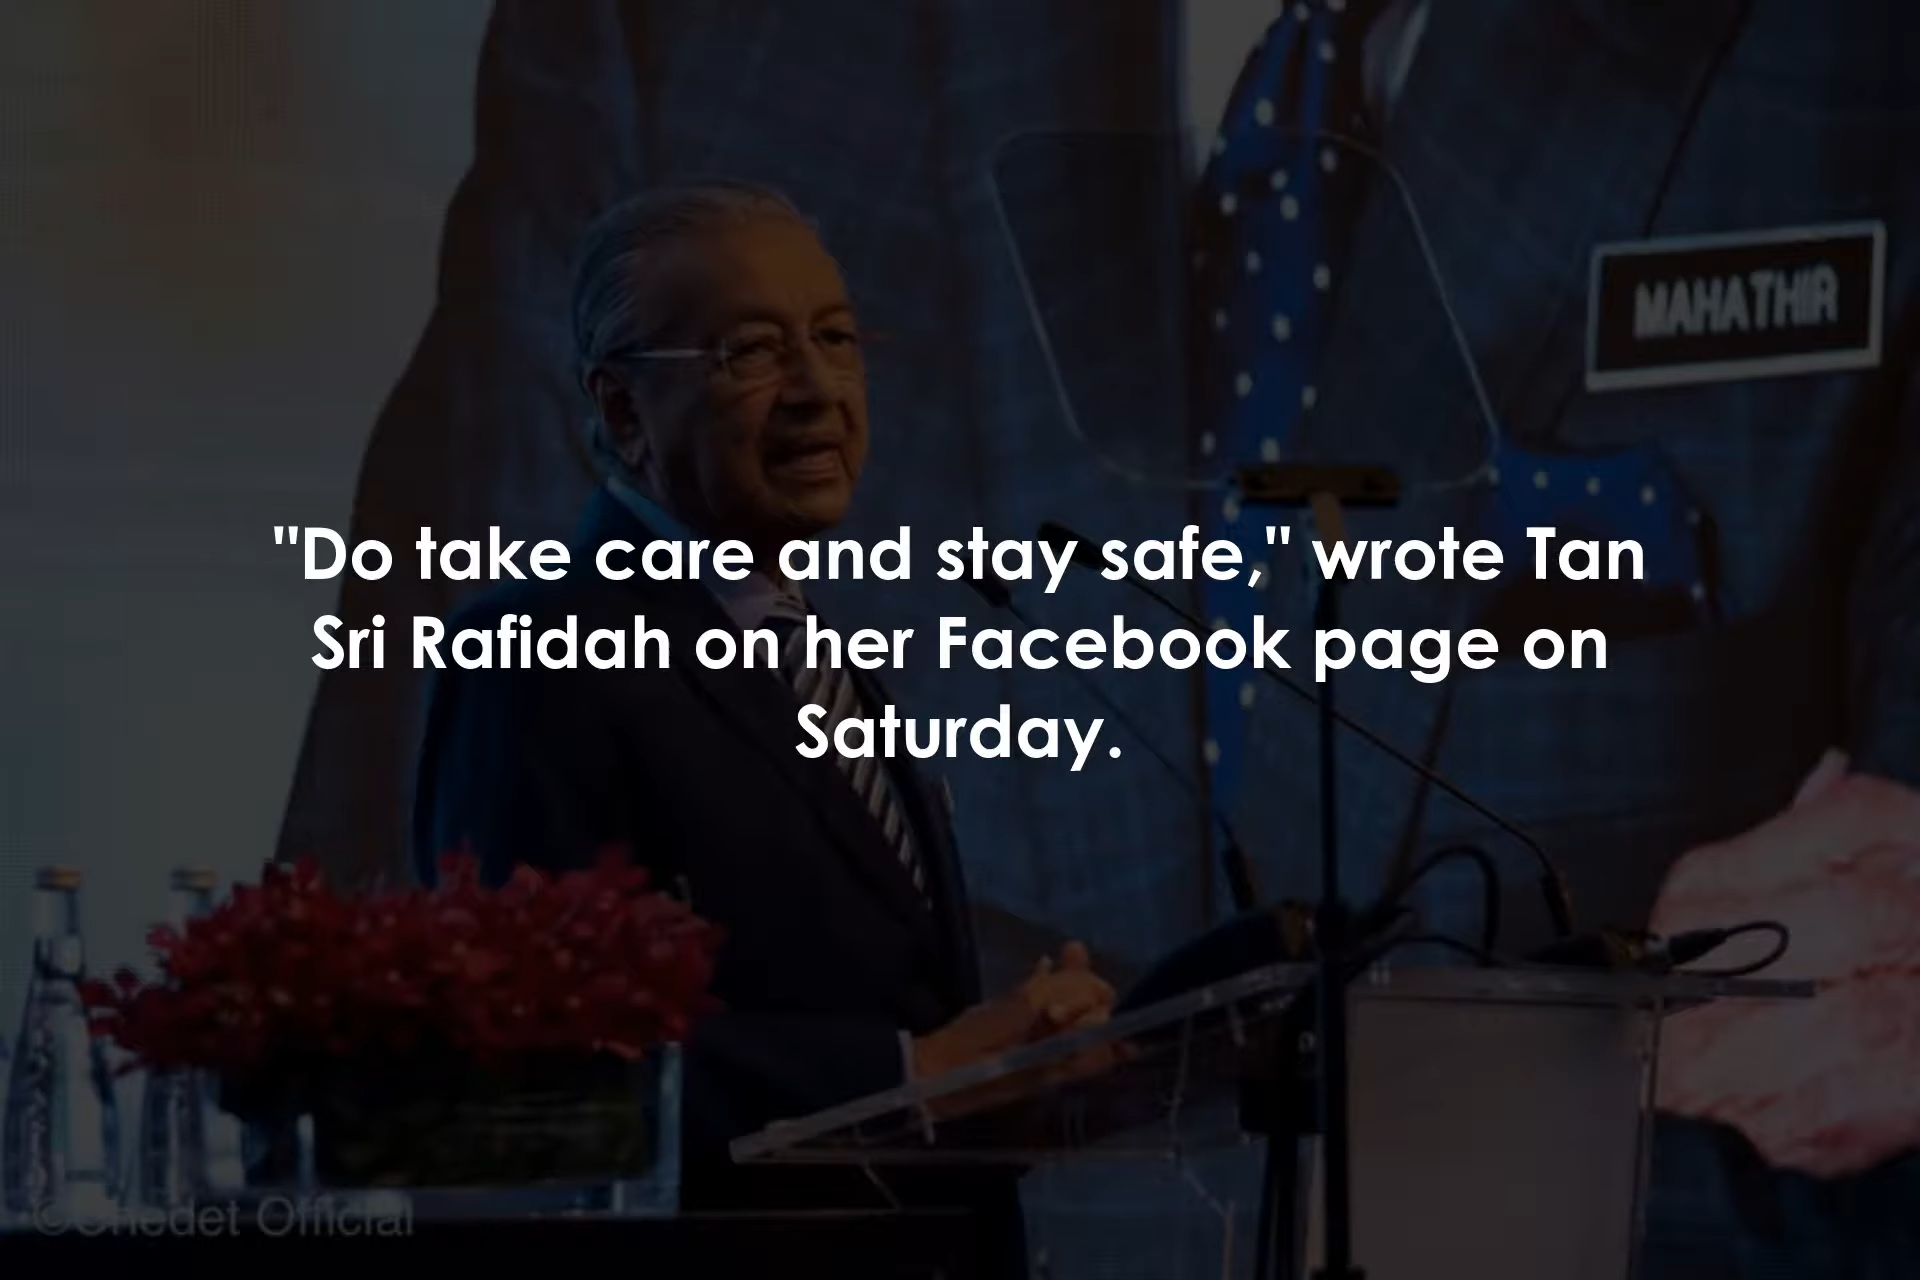 MAHATHIR
"Do take care and stay safe," wrote Tan
Sri Rafidah on her Facebook page on
Saturday.
©Chedet Official